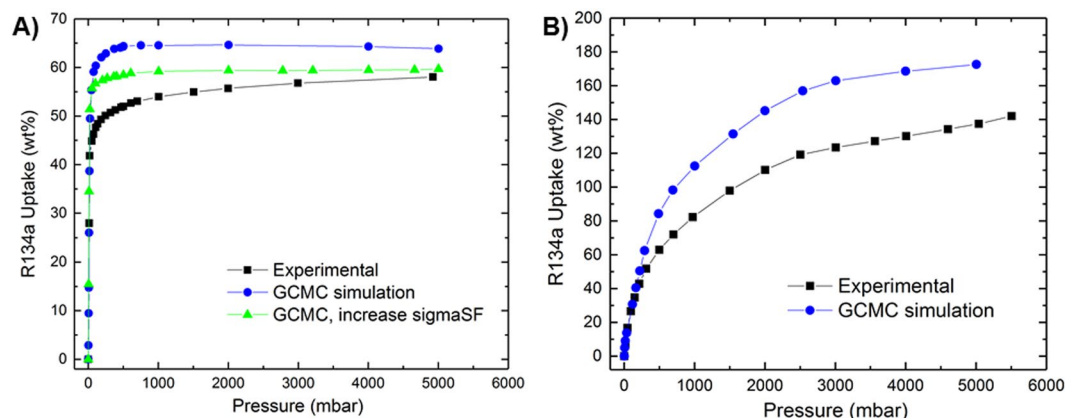 A)
R134a Uptake (wt%)
70
60
50
40
30
20
10
0
Experimental
GCMC simulation
GCMC, increase sigmaSF
0 1000 2000 3000 4000 5000 6000
Pressure (mbar)
B)
R134a Uptake (wt%)
200
180
160
140
120
100
80
60
40
20
0
Experimental
GCMC simulation
0 1000 2000 3000 4000 5000 6000
Pressure (mbar)